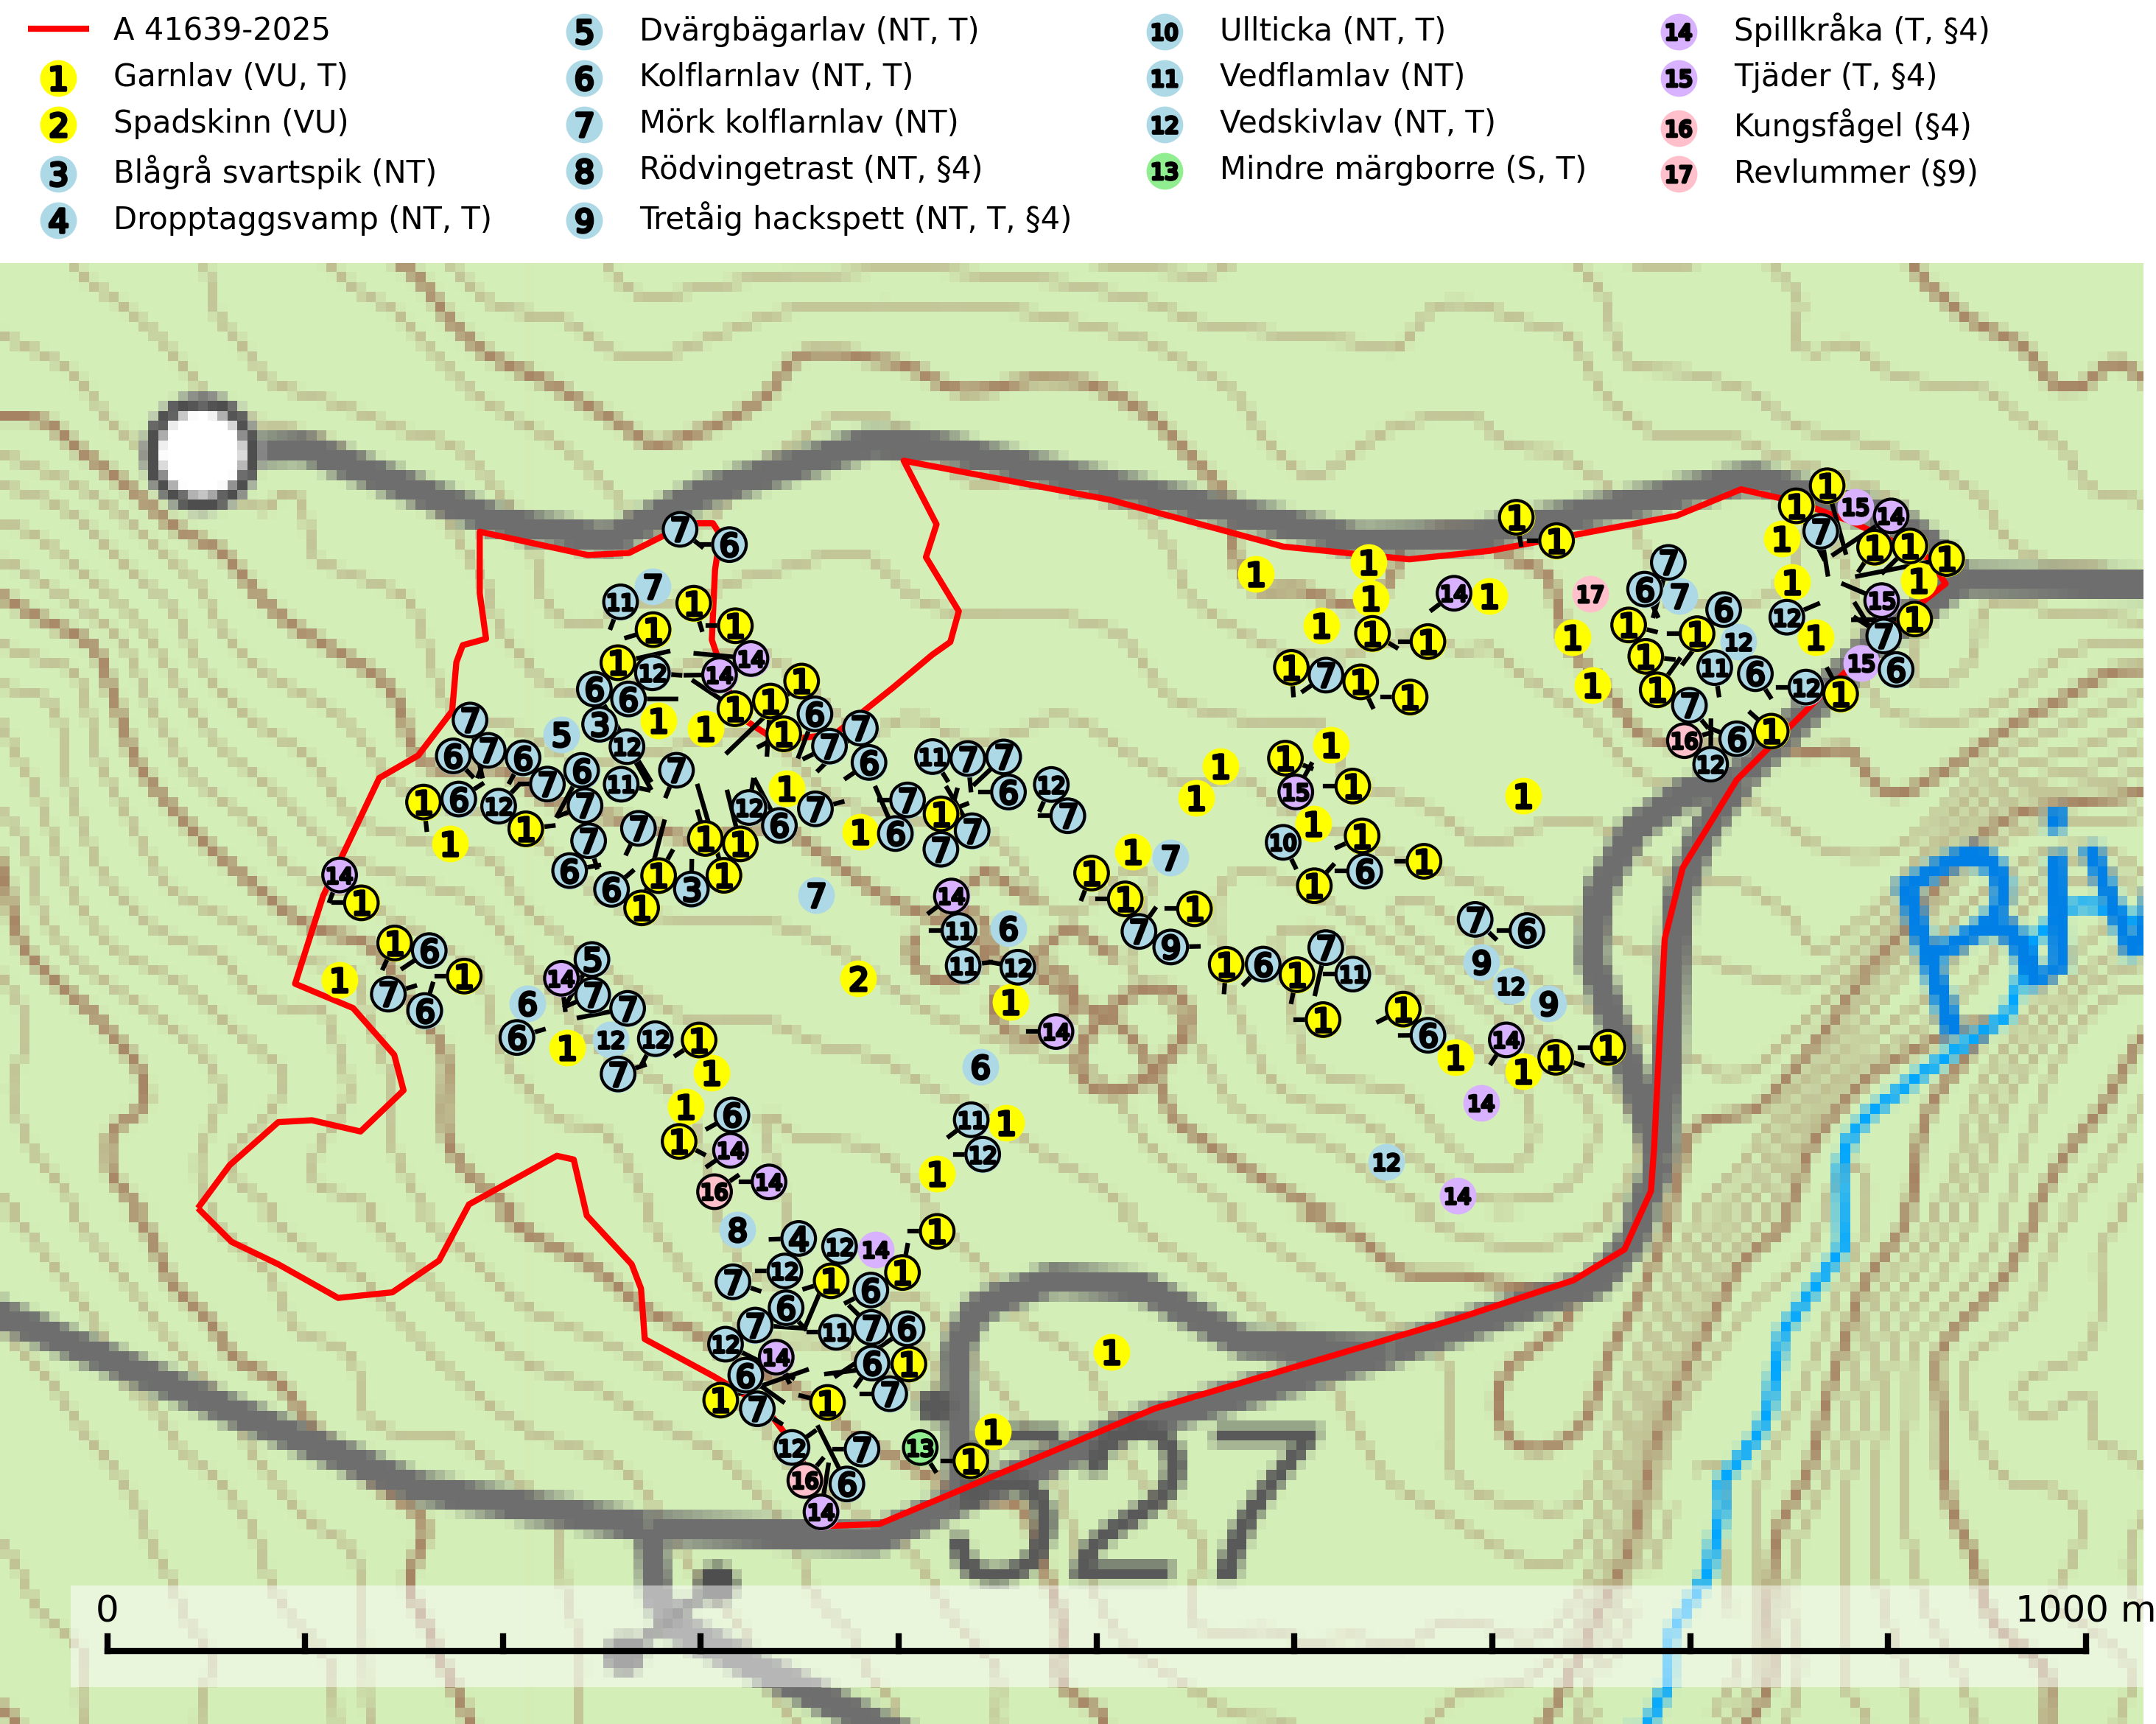 A 41639-2025
1 Garnlav (VU, T)
2 Spadskinn (VU)
3 Blågrå svartspik (NT)
4 Dropptaggsvamp (NT, T)
5 Dvärgbägarlav (NT, T)
6 Kolflarnlav (NT, T)
7 Mörk kolflarnlav (NT)
8 Rödvingetrast (NT, §4)
9 Tretåig hackspett (NT, T, §4)
10 Ullticka (NT, T)
11 Vedflamlav (NT)
12 Vedskivlav (NT, T)
13 Mindre märgborre (S, T)
14 Spillkråka (T, §4)
15 Tjäder (T, §4)
16 Kungsfågel (§4)
17 Revlummer (§9)
327
0 1000 m